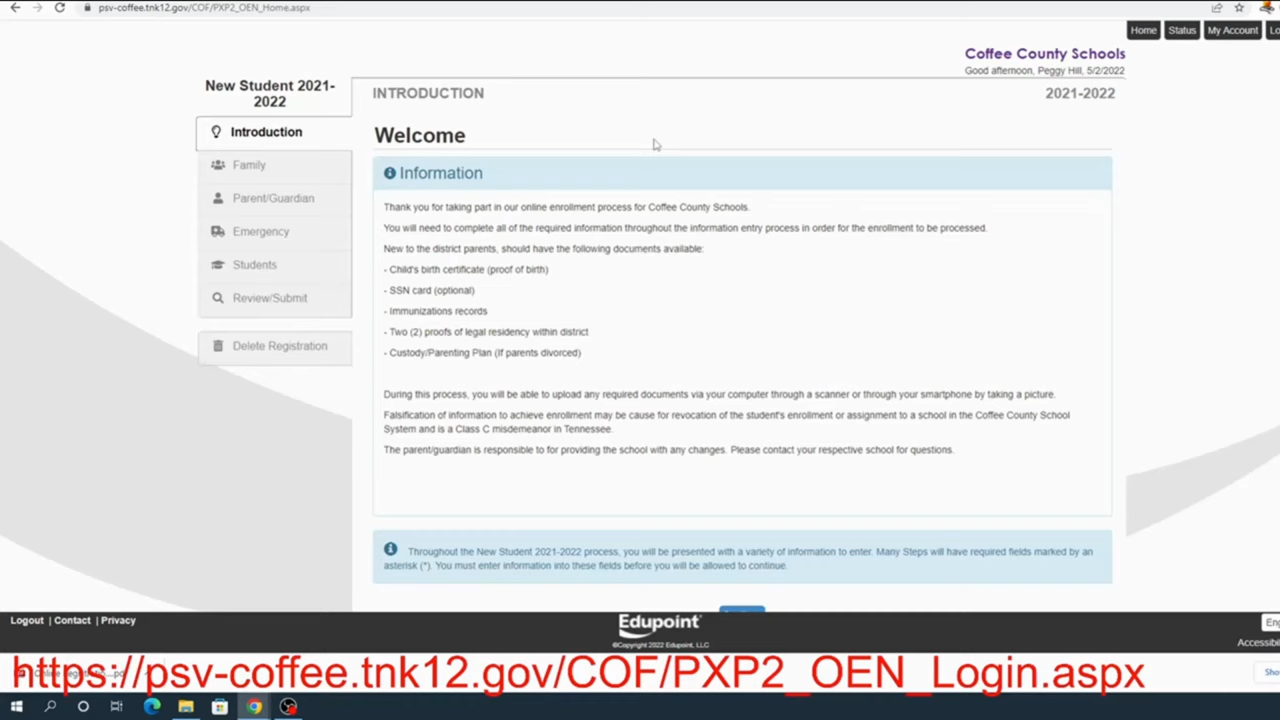 psv-coffee.tnk12.gov/COF/PXP2_OEN_Home.aspx
Home Status My Account
Coffee County Schools
Good afternoon, Peggy Hill, 5/2/2022
New Student 2021-
2022
INTRODUCTION
2021-2022
Introduction
Family
Parent/Guardian
Emergency
Students
Review/Submit
Delete Registration
Welcome
Information
Thank you for taking part in our online enrollment process for Coffee County Schools.
You will need to complete all of the required information throughout the information entry process in order for the enrollment to be processed.
New to the district parents, should have the following documents available:
- Child's birth certificate (proof of birth)
- SSN card (optional)
- Immunizations records
- Two (2) proofs of legal residency within district
- Custody/Parenting Plan (If parents divorced)
During this process, you will be able to upload any required documents via your computer through a scanner or through your smartphone by taking a picture.
Falsification of information to achieve enrollment may be cause for revocation of the student's enrollment or assignment to a school in the Coffee County School
System and is a Class C misdemeanor in Tennessee.
The parent/guardian is responsible to for providing the school with any changes. Please contact your respective school for questions.
Throughout the New Student 2021-2022 process, you will be presented with a variety of information to enter. Many Steps will have required fields marked by an
asterisk (*). You must enter information into these fields before you will be allowed to continue.
Logout | Contact | Privacy
Edupoint
©Copyright 2022 Edupoint, LLC
https://psv-coffee.tnk12.gov/COF/PXP2_OEN_Login.aspx